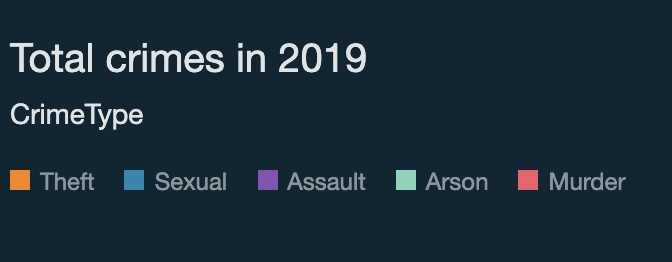 Total crimes in 2019
CrimeType
Theft Sexual Assault Arson Murder